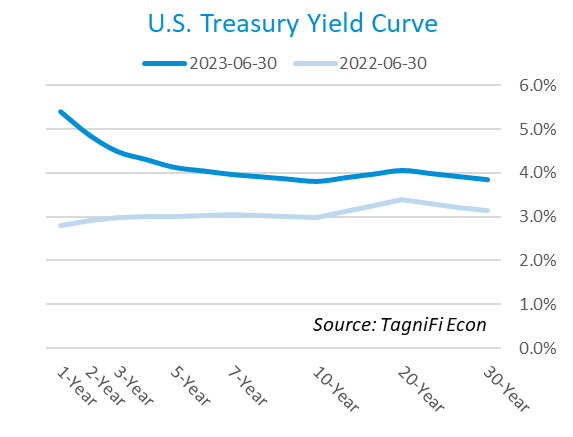 U.S. Treasury Yield Curve
2023-06-30 2022-06-30
6.0%
5.0%
4.0%
3.0%
2.0%
1.0%
Source: TagniFi Econ
0.0%
1-Year 2-Year 3-Year 5-Year 7-Year 10-Year 20-Year 30-Year